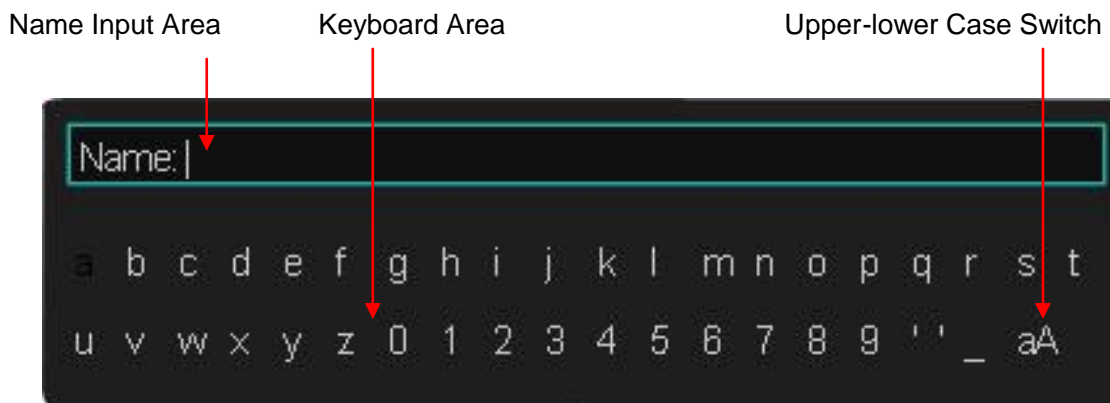 Name Input Area Keyboard Area Upper-lower Case Switch
Name:
a b c d e f g h i j k l m n o p q r s t
u v w x y z 0 1 2 3 4 5 6 7 8 9 ' ' _ aA